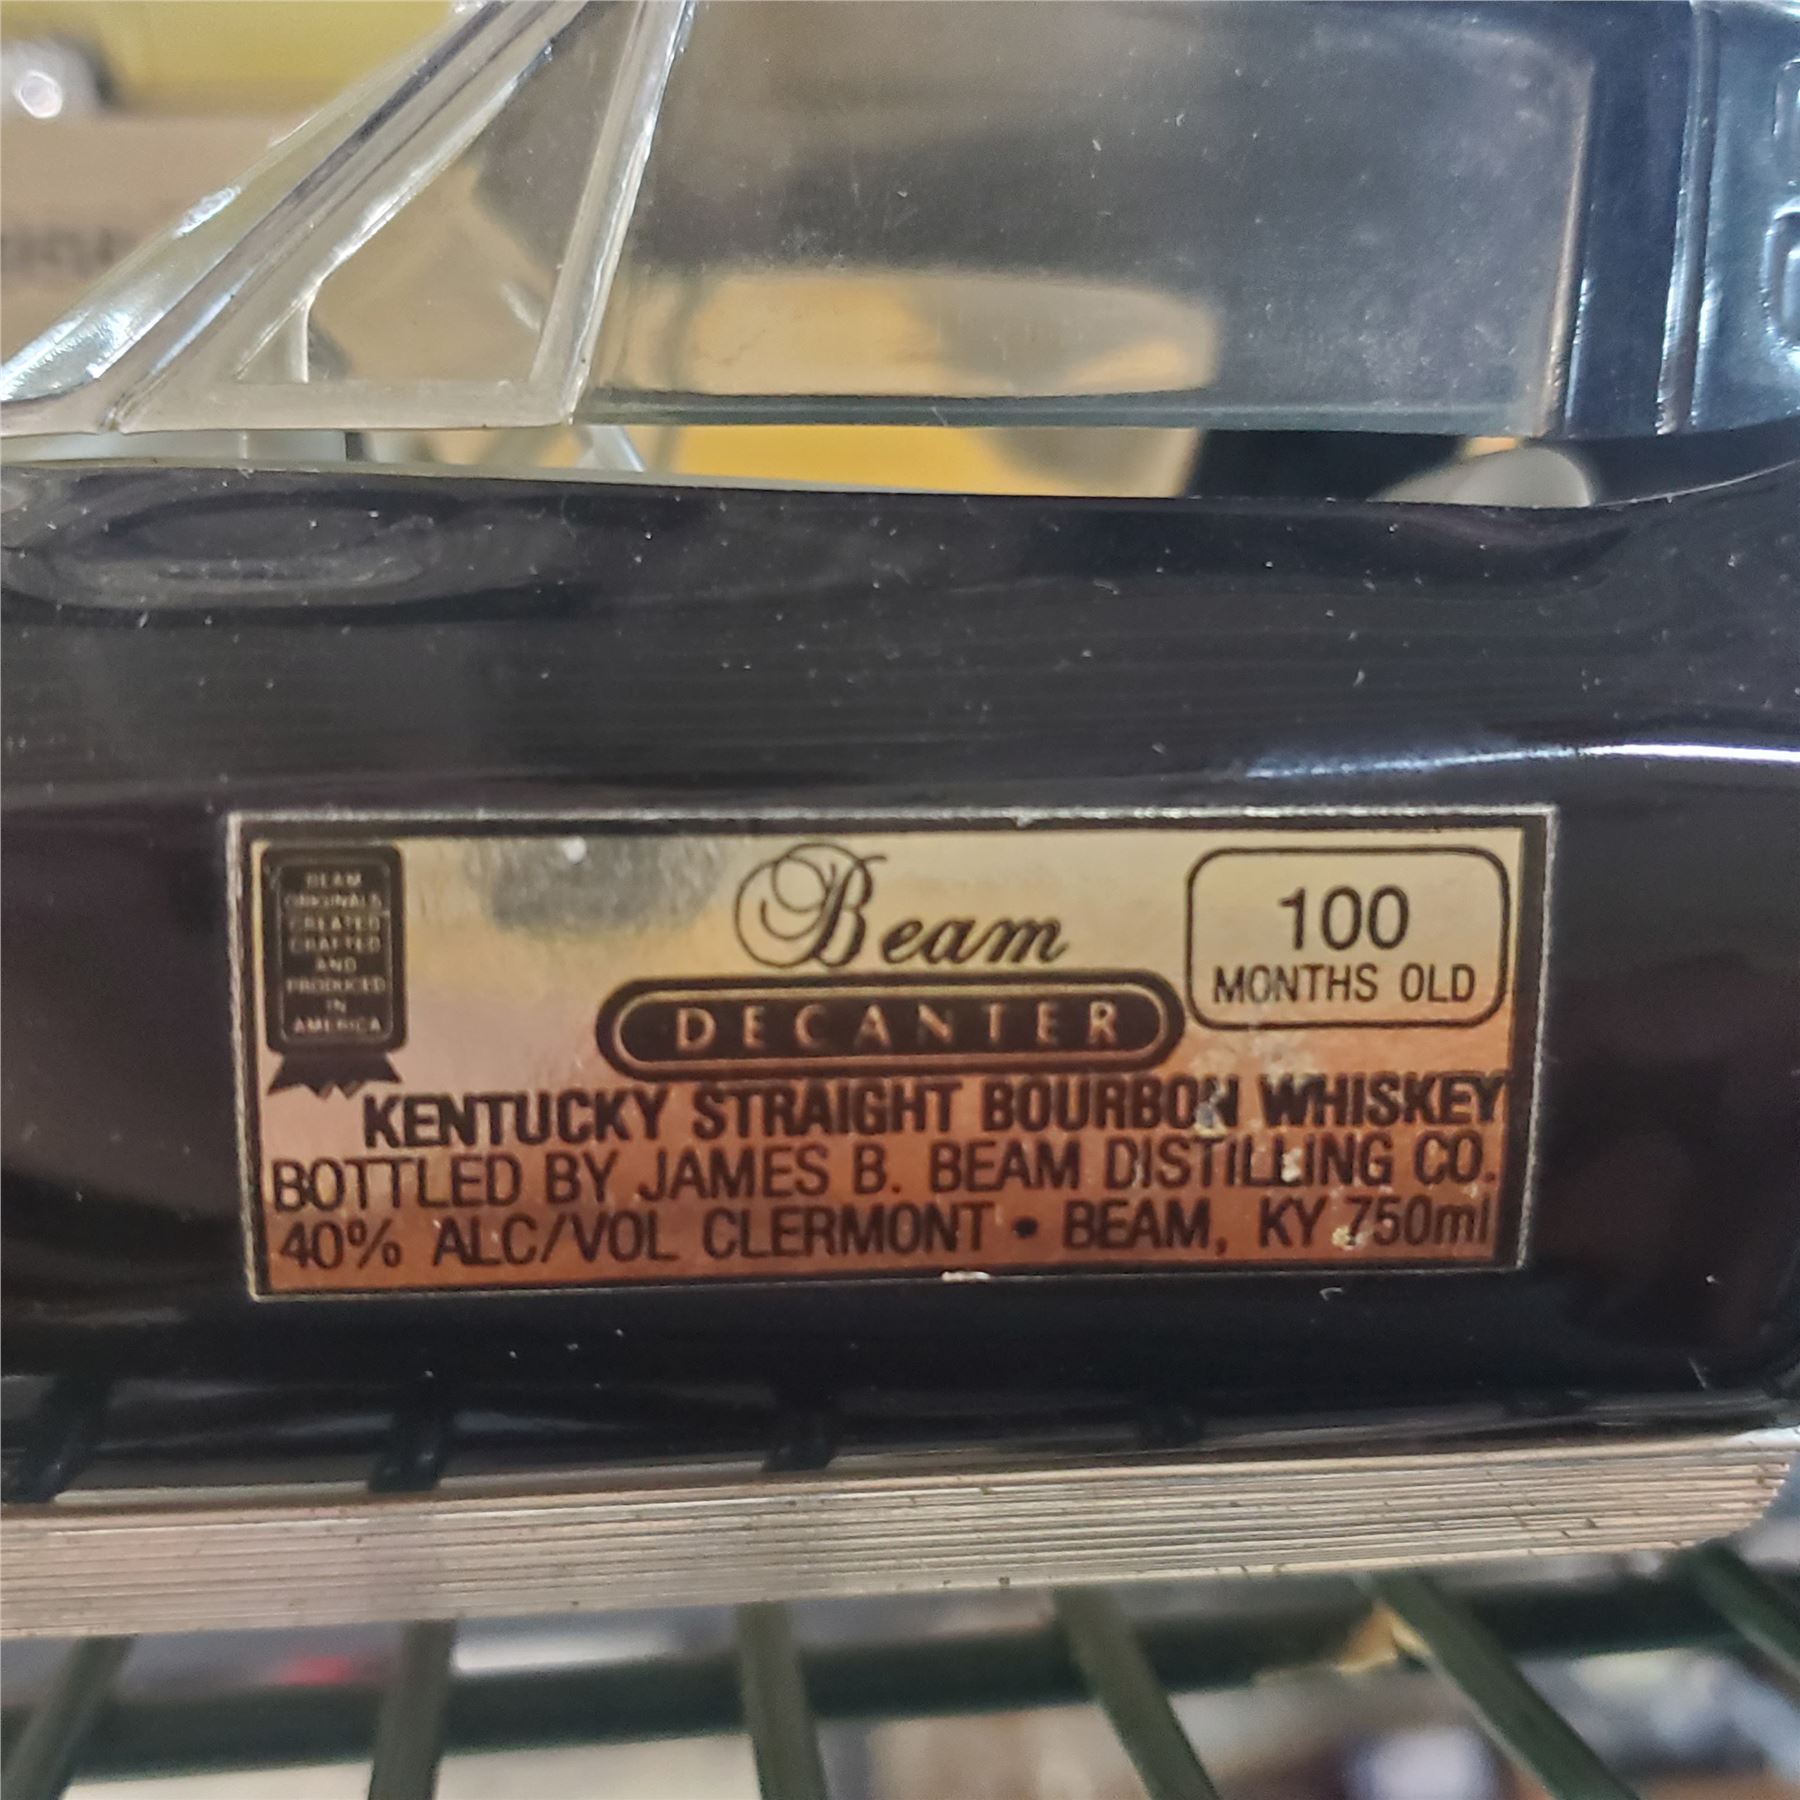 BEAM
ORIGINALS
CREATED
CRAFTED
AND
PRODUCED
IN
AMERICA
Beam
DECANTER
100
MONTHS OLD
KENTUCKY STRAIGHT BOURBON WHISKEY
BOTTLED BY JAMES B. BEAM DISTILLING CO.
40% ALC/VOL CLERMONT • BEAM, KY 750ml